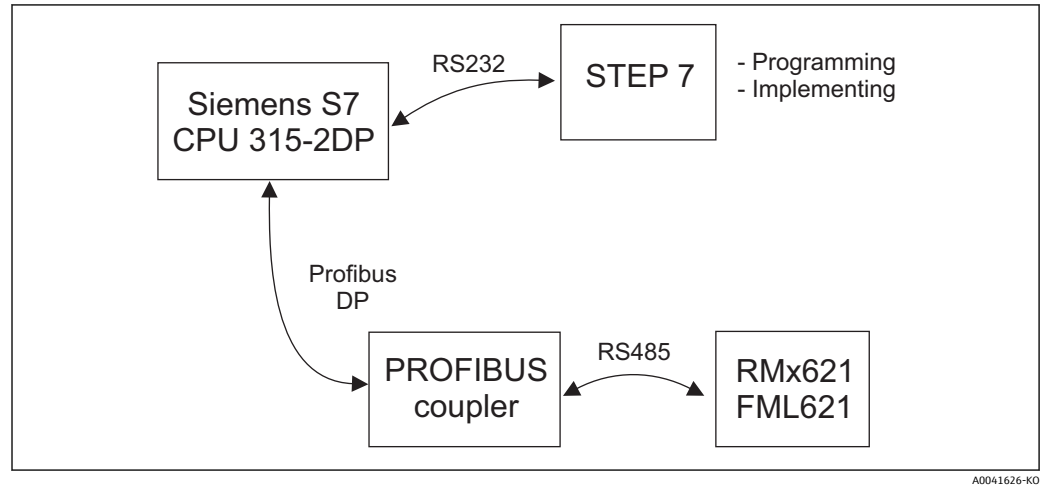 RS232
STEP 7
- Programming
- Implementing
Siemens S7
CPU 315-2DP
Profibus
DP
PROFIBUS
coupler
RS485
RMx621
FML621
A0041626-KO